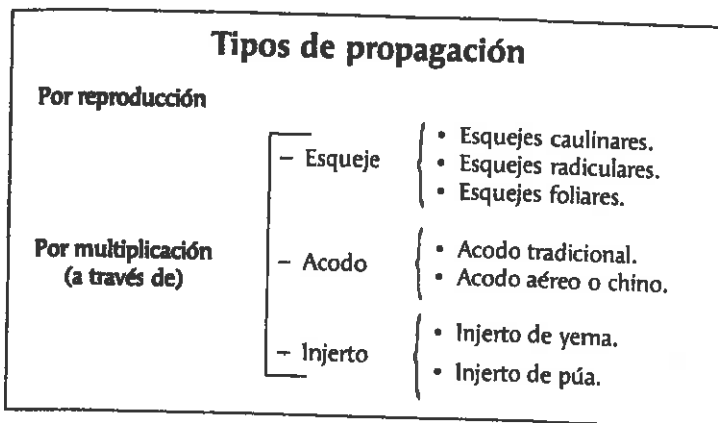 Tipos de propagación
Por reproducción
– Esqueje
• Esquejes caulinares.
• Esquejes radiculares.
• Esquejes foliares.
Por multiplicación
(a través de)
– Acodo
• Acodo tradicional.
• Acodo aéreo o chino.
– Injerto
• Injerto de yema.
• Injerto de púa.